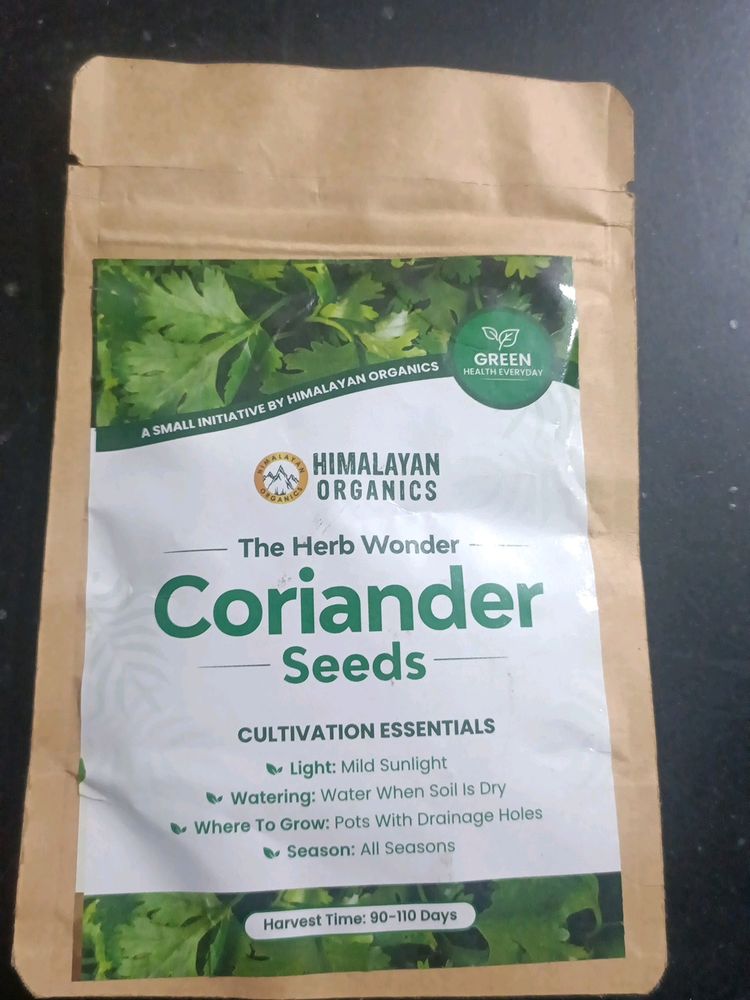 GREEN
HEALTH EVERYDAY
A SMALL INITIATIVE BY HIMALAYAN ORGANICS
HIMALAYAN
ORGANICS
HIMALAYAN
ORGANICS
The Herb Wonder
Coriander
Seeds
CULTIVATION ESSENTIALS
Light: Mild Sunlight
Watering: Water When Soil Is Dry
Where To Grow: Pots With Drainage Holes
Season: All Seasons
Harvest Time: 90-110 Days